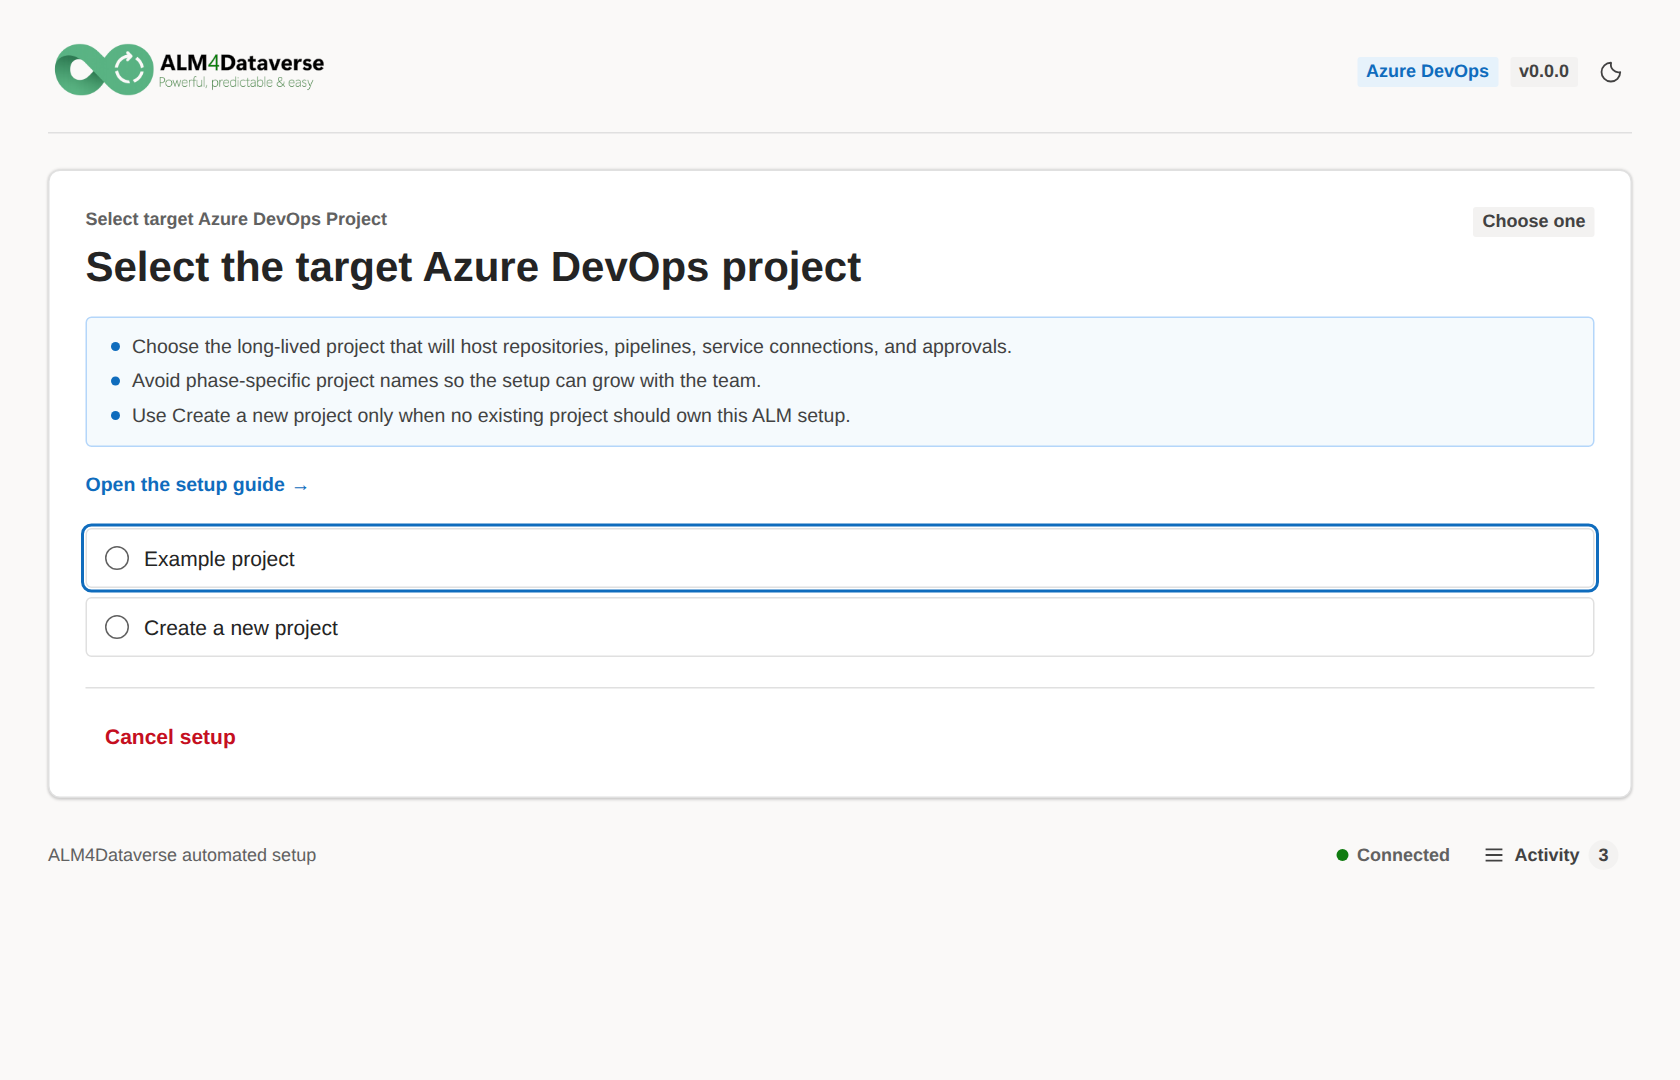 ALM4Dataverse
Powerful, predictable & easy
Azure DevOps
v0.0.0
Select target Azure DevOps Project
Choose one
Select the target Azure DevOps project
Choose the long-lived project that will host repositories, pipelines, service connections, and approvals.
Avoid phase-specific project names so the setup can grow with the team.
Use Create a new project only when no existing project should own this ALM setup.
Open the setup guide →
Example project
Create a new project
Cancel setup
ALM4Dataverse automated setup
Connected
Activity 3